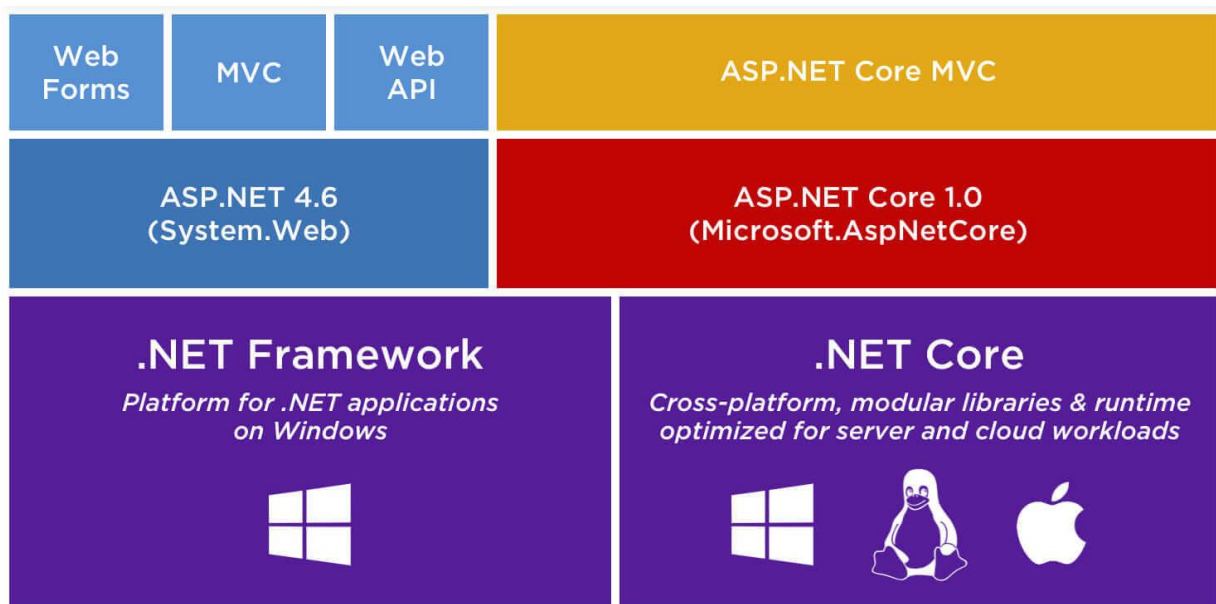 Web
Forms
MVC
Web
API
ASP.NET Core MVC
ASP.NET 4.6
(System.Web)
ASP.NET Core 1.0
(Microsoft.AspNetCore)
.NET Framework
Platform for .NET applications
on Windows
.NET Core
Cross-platform, modular libraries & runtime
optimized for server and cloud workloads